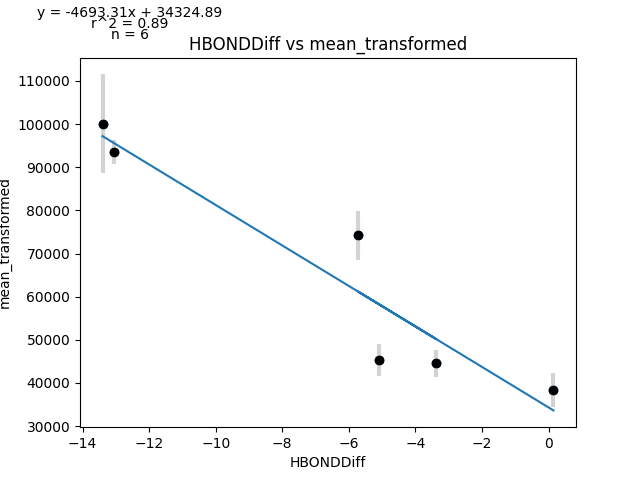 y = -4693.31x + 34324.89
r^2 = 0.89
n = 6
HBONDDiff vs mean_transformed
110000
100000
90000
80000
70000
60000
50000
40000
30000
mean_transformed
−14 −12 −10 −8 −6 −4 −2 0
HBONDDiff